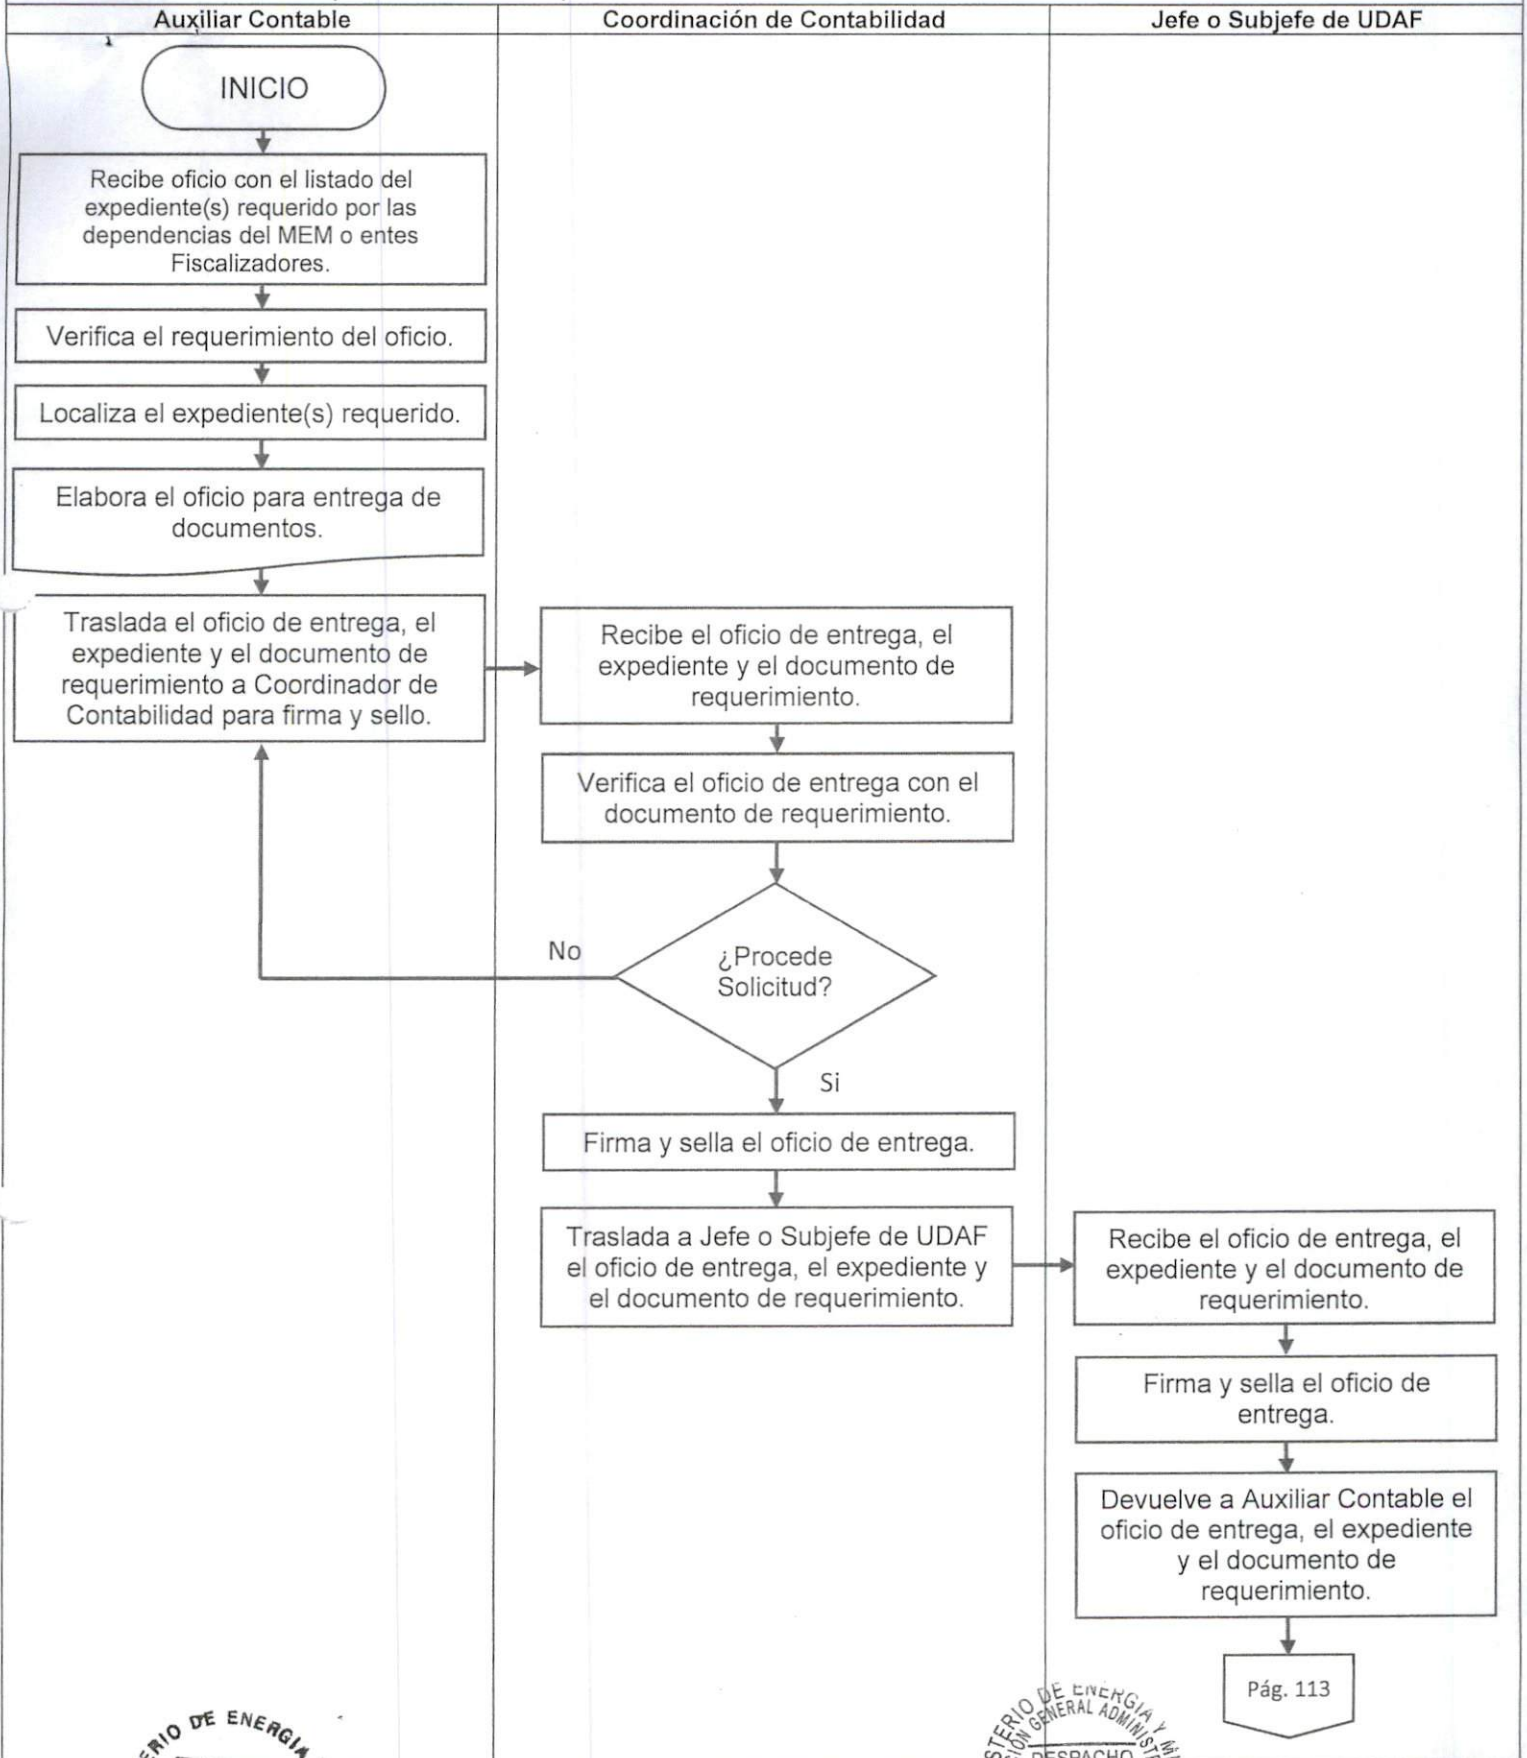 Auxiliar Contable
Coordinación de Contabilidad
Jefe o Subjefe de UDAF
INICIO
Recibe oficio con el listado del
expediente(s) requerido por las
dependencias del MEM o entes
Fiscalizadores.
Verifica el requerimiento del oficio.
Localiza el expediente(s) requerido.
Elabora el oficio para entrega de
documentos.
Traslada el oficio de entrega, el
expediente y el documento de
requerimiento a Coordinador de
Contabilidad para firma y sello.
Recibe el oficio de entrega, el
expediente y el documento de
requerimiento.
Verifica el oficio de entrega con el
documento de requerimiento.
¿Procede
Solicitud?
No
Si
Firma y sella el oficio de entrega.
Traslada a Jefe o Subjefe de UDAF
el oficio de entrega, el expediente y
el documento de requerimiento.
Recibe el oficio de entrega, el
expediente y el documento de
requerimiento.
Firma y sella el oficio de
entrega.
Devuelve a Auxiliar Contable el
oficio de entrega, el expediente
y el documento de
requerimiento.
Pág. 113
DE ENERGIA
DE ENERGIA Y
GENERAL
DESPACHO